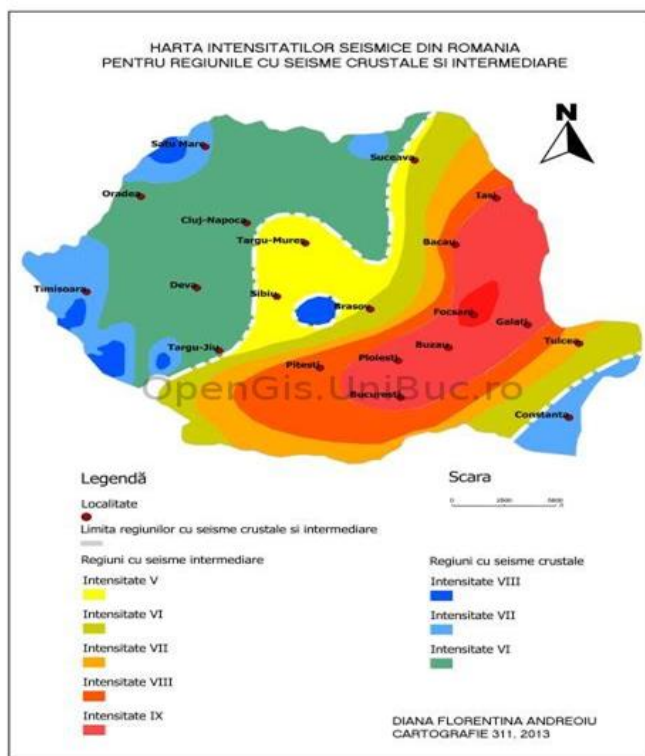 HARTA INTENSITATILOR SEISMICE DIN ROMANIA
PENTRU REGIUNILE CU SEISME CRUSTALE SI INTERMEDIARE
N
Satu Mare
Suceava
Oradea
Iasi
Cluj-Napoca
Targu-Mures
Bacau
Timisoara
Deva
Sibiu
Brasov
Focsani
Galati
Targu-Jiu
Pitesti
Ploiesti
Buzau
Tulcea
OpenGis.UniBuc.ro
Bucuresti
Constanta
Legendă
Scara
Localitate
Limita regiunilor cu seisme crustale si intermediare
Regiuni cu seisme intermediare
Regiuni cu seisme crustale
Intensitate V
Intensitate VIII
Intensitate VI
Intensitate VII
Intensitate VII
Intensitate VI
Intensitate VIII
Intensitate IX
DIANA FLORENTINA ANDREOIU
CARTOGRAFIE 311, 2013